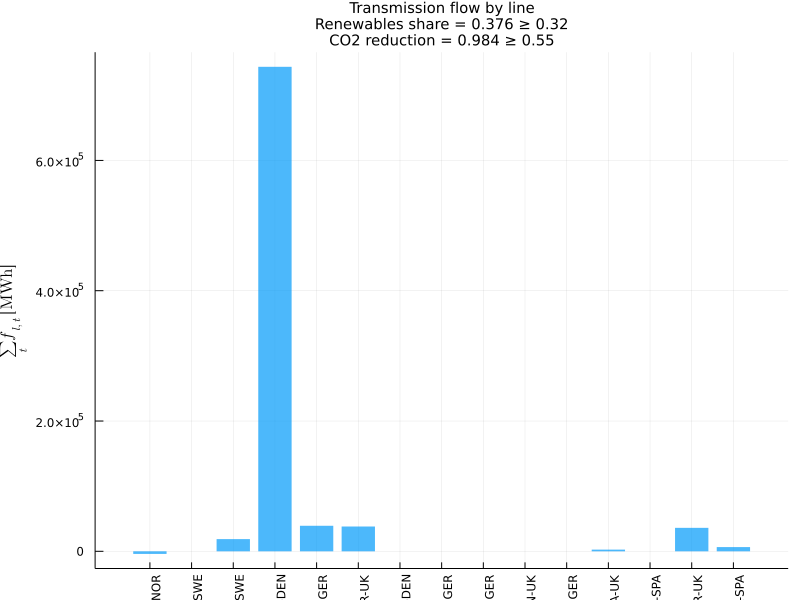 Transmission flow by line
Renewables share = 0.376 ≥ 0.32
CO2 reduction = 0.984 ≥ 0.55
6.0×10⁵
4.0×10⁵
2.0×10⁵
0
∑ₜ f_{l,t} [MWh]
NOR
SWE
SWE
DEN
GER
R-UK
DEN
GER
GER
N-UK
GER
A-UK
-SPA
R-UK
-SPA